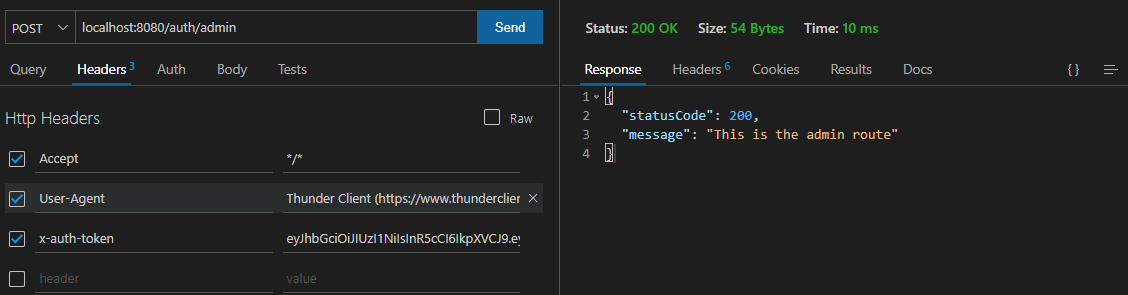 POST localhost:8080/auth/admin Send
Query Headers 3 Auth Body Tests
Http Headers Raw
Accept */*
User-Agent Thunder Client (https://www.thunderclien
x-auth-token eyJhbGciOiJIUzI1NiIsInR5cCI6IkpXVCJ9.ey
header value
Status: 200 OK Size: 54 Bytes Time: 10 ms
Response Headers 6 Cookies Results Docs {}
1 {
2 "statusCode": 200,
3 "message": "This is the admin route"
4 }